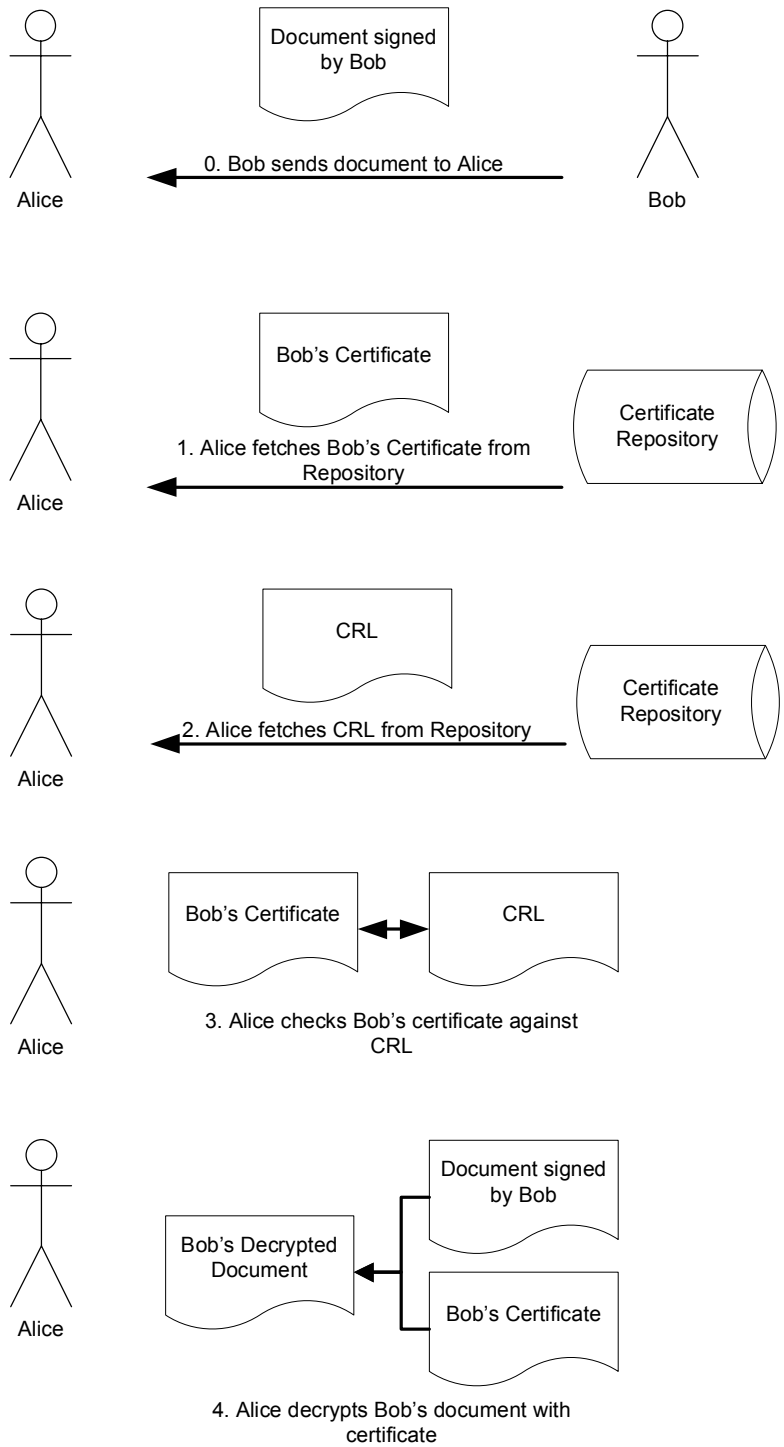 Document signed
by Bob
0. Bob sends document to Alice
Alice
Bob
Bob's Certificate
Certificate
Repository
1. Alice fetches Bob's Certificate from
Repository
Alice
CRL
Certificate
Repository
2. Alice fetches CRL from Repository
Alice
Bob's Certificate
CRL
3. Alice checks Bob's certificate against
CRL
Alice
Document signed
by Bob
Bob's Decrypted
Document
Bob's Certificate
Alice
4. Alice decrypts Bob's document with
certificate